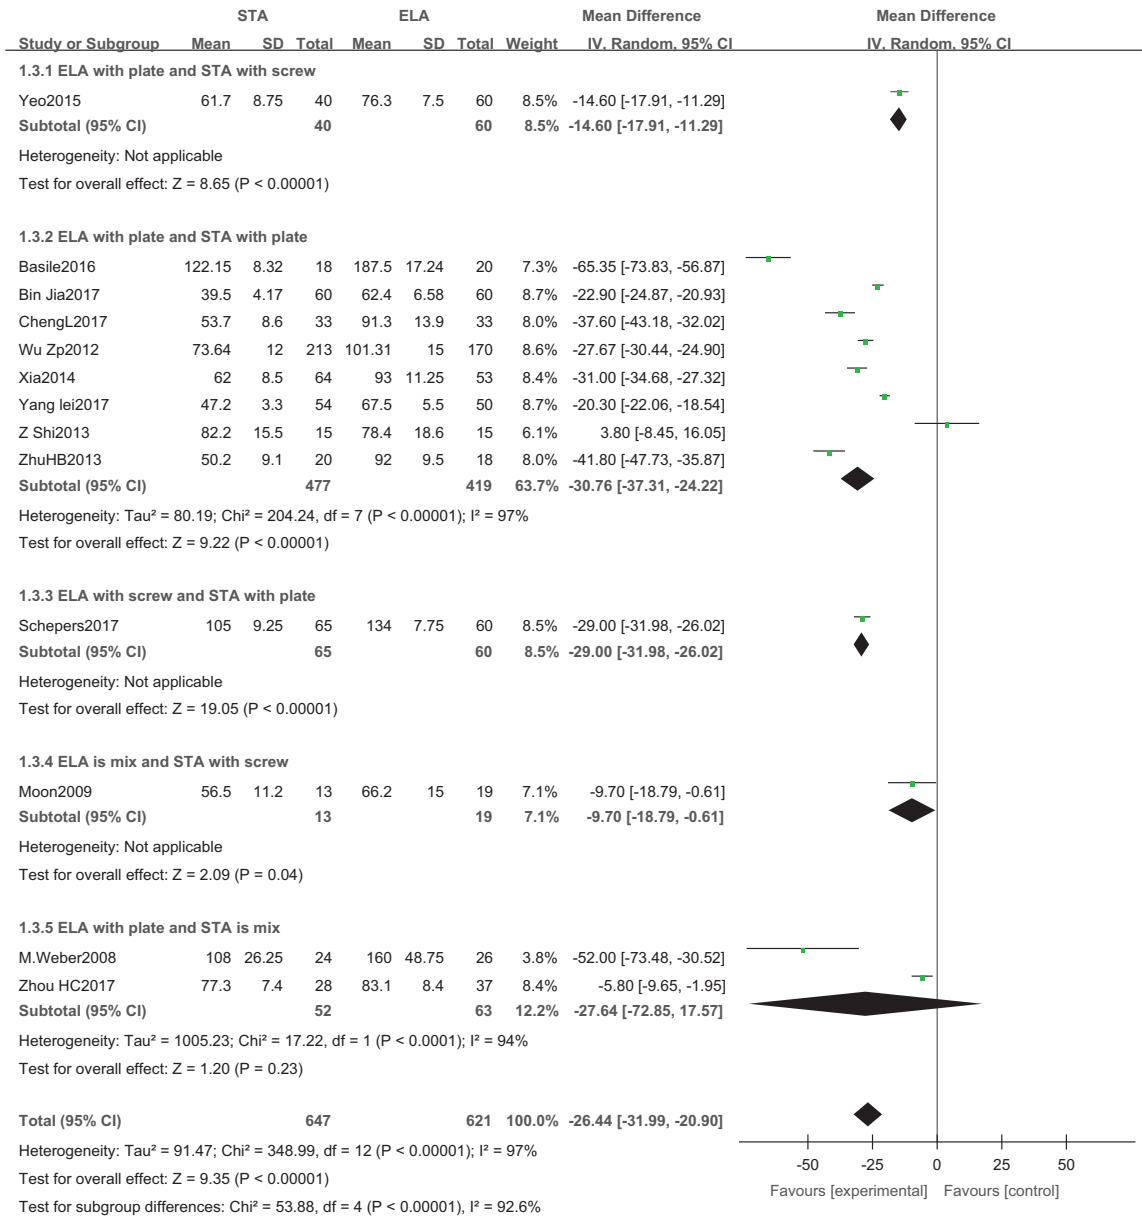 STA ELA Mean Difference Mean Difference
Study or Subgroup Mean SD Total Mean SD Total Weight IV, Random, 95% CI IV, Random, 95% CI
1.3.1 ELA with plate and STA with screw
Yeo2015 61.7 8.75 40 76.3 7.5 60 8.5% -14.60 [-17.91, -11.29]
Subtotal (95% CI) 40 60 8.5% -14.60 [-17.91, -11.29]
Heterogeneity: Not applicable
Test for overall effect: Z = 8.65 (P < 0.00001)
1.3.2 ELA with plate and STA with plate
Basile2016 122.15 8.32 18 187.5 17.24 20 7.3% -65.35 [-73.83, -56.87]
Bin Jia2017 39.5 4.17 60 62.4 6.58 60 8.7% -22.90 [-24.87, -20.93]
ChengL2017 53.7 8.6 33 91.3 13.9 33 8.0% -37.60 [-43.18, -32.02]
Wu Zp2012 73.64 12 213 101.31 15 170 8.6% -27.67 [-30.44, -24.90]
Xia2014 62 8.5 64 93 11.25 53 8.4% -31.00 [-34.68, -27.32]
Yang lei2017 47.2 3.3 54 67.5 5.5 50 8.7% -20.30 [-22.06, -18.54]
Z Shi2013 82.2 15.5 15 78.4 18.6 15 6.1% 3.80 [-8.45, 16.05]
ZhuHB2013 50.2 9.1 20 92 9.5 18 8.0% -41.80 [-47.73, -35.87]
Subtotal (95% CI) 477 419 63.7% -30.76 [-37.31, -24.22]
Heterogeneity: Tau² = 80.19; Chi² = 204.24, df = 7 (P < 0.00001); I² = 97%
Test for overall effect: Z = 9.22 (P < 0.00001)
1.3.3 ELA with screw and STA with plate
Schepers2017 105 9.25 65 134 7.75 60 8.5% -29.00 [-31.98, -26.02]
Subtotal (95% CI) 65 60 8.5% -29.00 [-31.98, -26.02]
Heterogeneity: Not applicable
Test for overall effect: Z = 19.05 (P < 0.00001)
1.3.4 ELA is mix and STA with screw
Moon2009 56.5 11.2 13 66.2 15 19 7.1% -9.70 [-18.79, -0.61]
Subtotal (95% CI) 13 19 7.1% -9.70 [-18.79, -0.61]
Heterogeneity: Not applicable
Test for overall effect: Z = 2.09 (P = 0.04)
1.3.5 ELA with plate and STA is mix
M.Weber2008 108 26.25 24 160 48.75 26 3.8% -52.00 [-73.48, -30.52]
Zhou HC2017 77.3 7.4 28 83.1 8.4 37 8.4% -5.80 [-9.65, -1.95]
Subtotal (95% CI) 52 63 12.2% -27.64 [-72.85, 17.57]
Heterogeneity: Tau² = 1005.23; Chi² = 17.22, df = 1 (P < 0.0001); I² = 94%
Test for overall effect: Z = 1.20 (P = 0.23)
Total (95% CI) 647 621 100.0% -26.44 [-31.99, -20.90]
Heterogeneity: Tau² = 91.47; Chi² = 348.99, df = 12 (P < 0.00001); I² = 97%
Test for overall effect: Z = 9.35 (P < 0.00001)
Test for subgroup differences: Chi² = 53.88, df = 4 (P < 0.00001), I² = 92.6%
-50 -25 0 25 50
Favours [experimental] Favours [control]